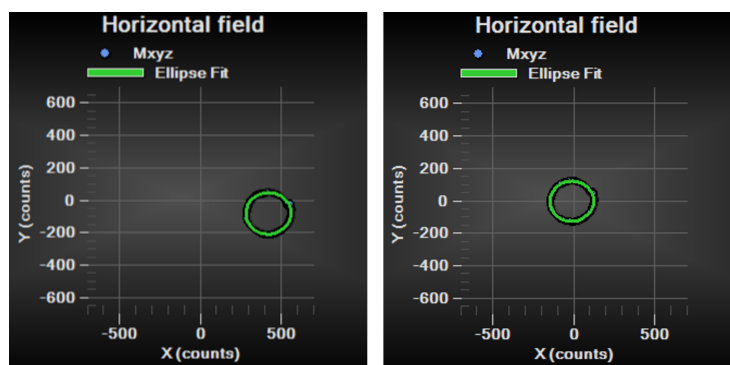 Horizontal field
Mxyz
Ellipse Fit
600
400
200
0
-200
-400
-600
Y (counts)
-500 0 500
X (counts)
Horizontal field
Mxyz
Ellipse Fit
600
400
200
0
-200
-400
-600
Y (counts)
-500 0 500
X (counts)